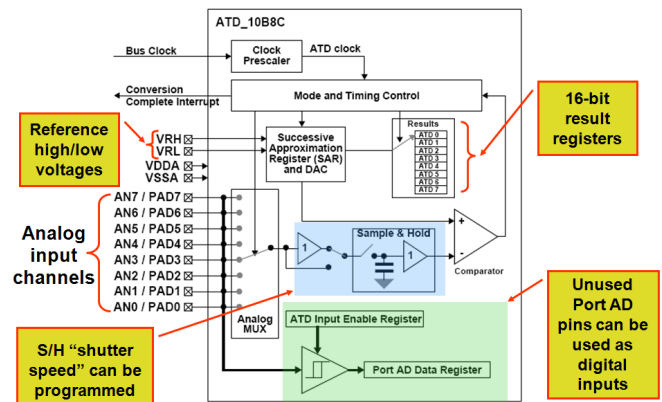 ATD_10B8C
Bus Clock
Clock
Prescaler
ATD clock
Conversion
Complete Interrupt
Mode and Timing Control
Reference
high/low
voltages
VRH
VRL
VDDA
VSSA
Successive
Approximation
Register (SAR)
and DAC
Results
ATD 0
ATD 1
ATD 2
ATD 3
ATD 4
ATD 5
ATD 6
ATD 7
16-bit
result
registers
Analog
input
channels
AN7 / PAD7
AN6 / PAD6
AN5 / PAD5
AN4 / PAD4
AN3 / PAD3
AN2 / PAD2
AN1 / PAD1
AN0 / PAD0
Analog
MUX
1
Sample & Hold
1
+
-
Comparator
S/H “shutter
speed” can be
programmed
ATD Input Enable Register
Port AD Data Register
Unused
Port AD
pins can be
used as
digital
inputs